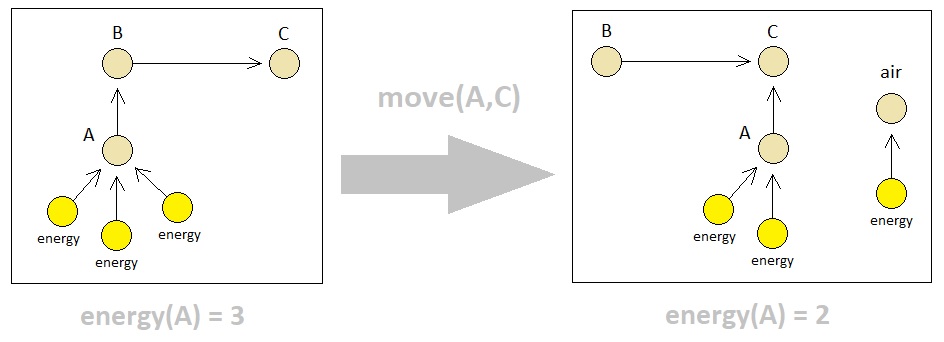 B C
A
energy energy
energy
energy(A) = 3
move(A,C)
B C
air
A
energy energy
energy
energy(A) = 2